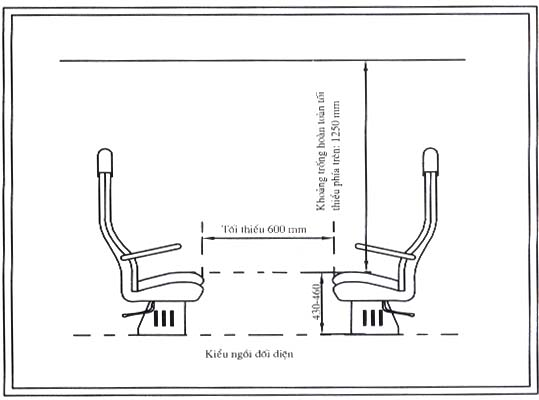 Khoảng trống hoàn toàn tối
thiểu phía trên: 1250 mm
Tối thiểu 600 mm
430-460
Kiểu ngồi đối diện